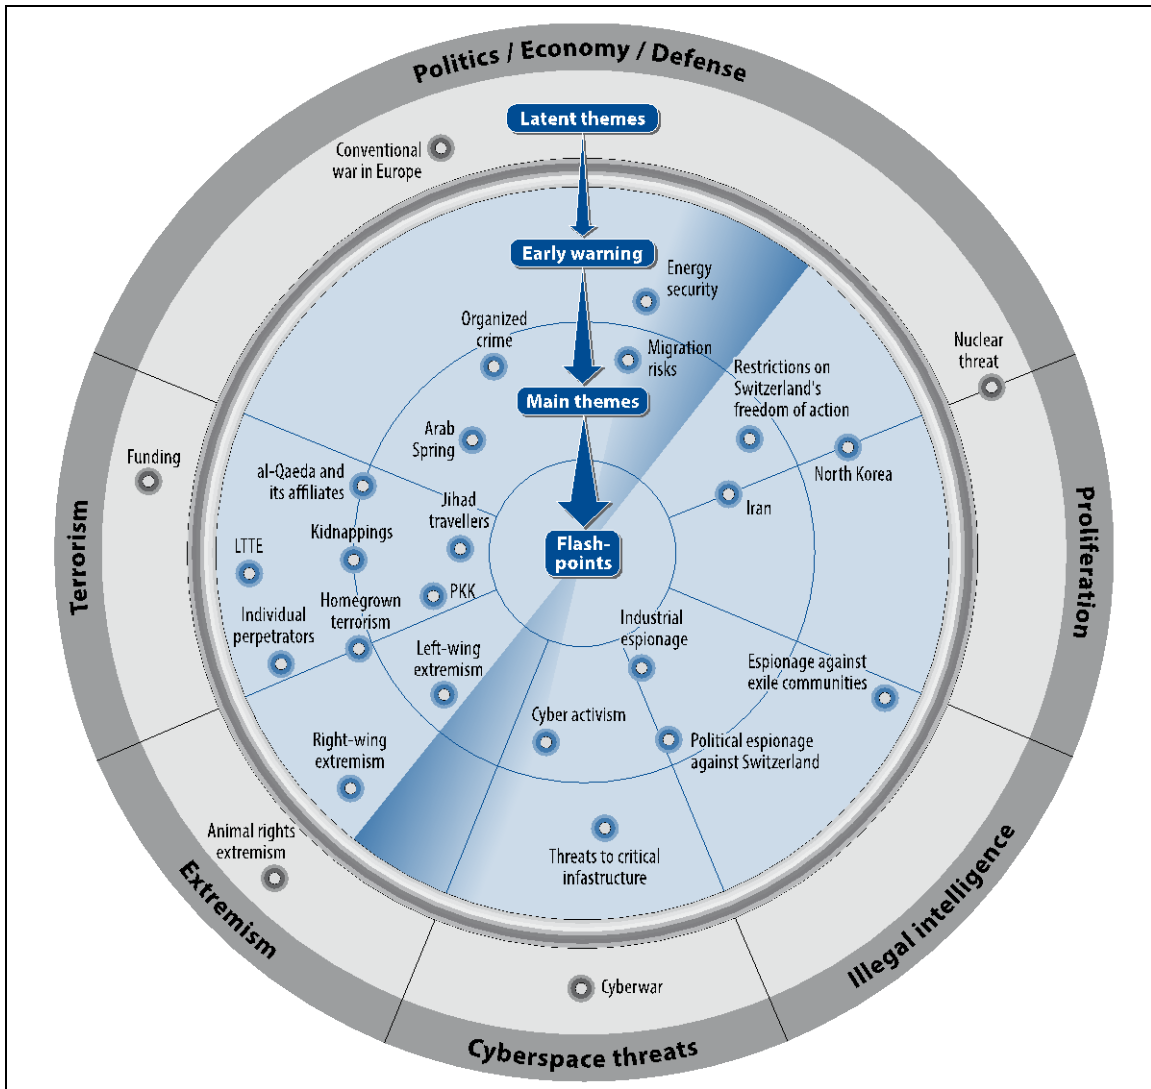 Politics / Economy / Defense
Latent themes
Conventional
war in Europe
Early warning
Energy
security
Organized
crime
Migration
risks
Nuclear
threat
Restrictions on
Switzerland's
freedom of action
Main themes
Arab
Spring
North Korea
Funding
al-Qaeda and
its affiliates
Iran
Jihad
travellers
Kidnappings
Flash-
points
LTTE
PKK
Terrorism
Proliferation
Individual
perpetrators
Homegrown
terrorism
Industrial
espionage
Left-wing
extremism
Espionage against
exile communities
Cyber activism
Political espionage
against Switzerland
Right-wing
extremism
Animal rights
extremism
Threats to critical
infastructure
Extremism
Illegal intelligence
Cyberwar
Cyberspace threats